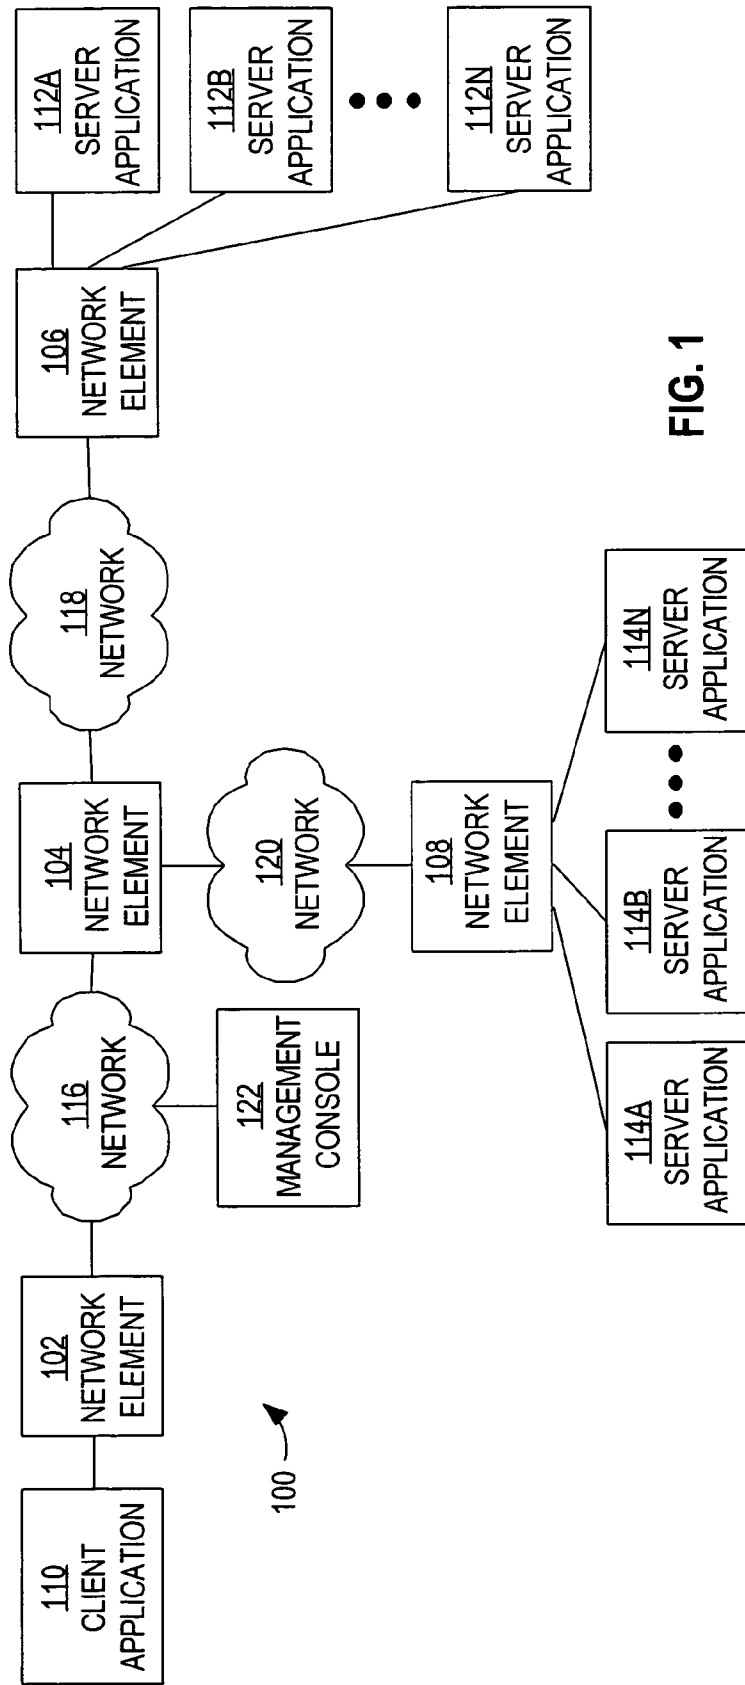 110
CLIENT
APPLICATION
102
NETWORK
ELEMENT
116
NETWORK
104
NETWORK
ELEMENT
118
NETWORK
106
NETWORK
ELEMENT
112A
SERVER
APPLICATION
112B
SERVER
APPLICATION
112N
SERVER
APPLICATION
122
MANAGEMENT
CONSOLE
120
NETWORK
100
108
NETWORK
ELEMENT
114A
SERVER
APPLICATION
114B
SERVER
APPLICATION
114N
SERVER
APPLICATION
FIG. 1